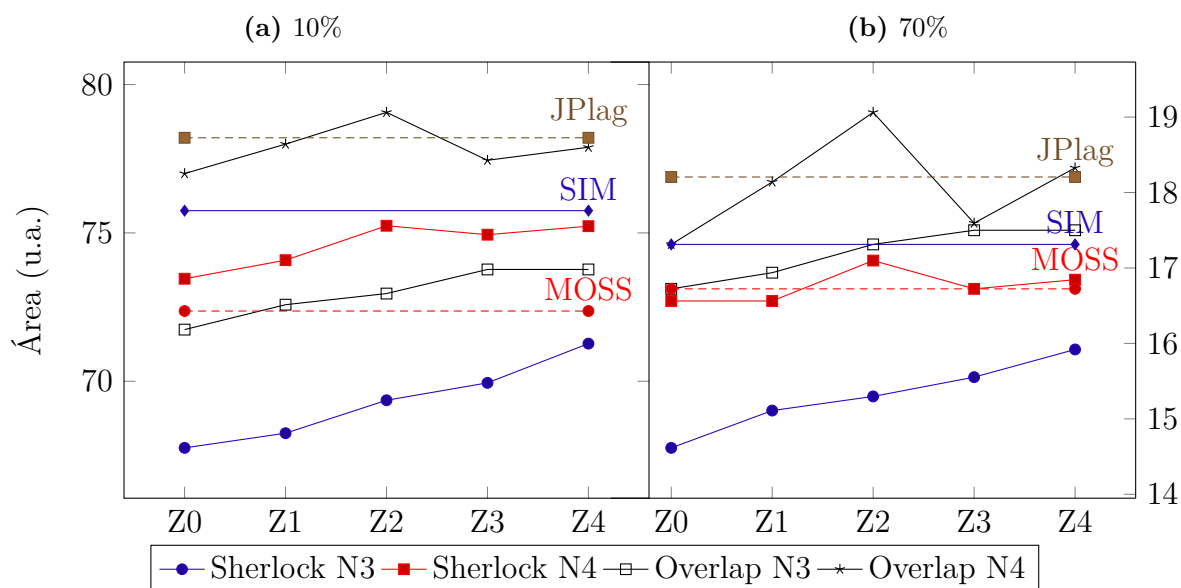 (a) 10%
(b) 70%
80
75
70
Área (u.a.)
JPlag
SIM
MOSS
Z0 Z1 Z2 Z3 Z4
JPlag
SIM
MOSS
19
18
17
16
15
14
Z0 Z1 Z2 Z3 Z4
Sherlock N3 Sherlock N4 Overlap N3 Overlap N4